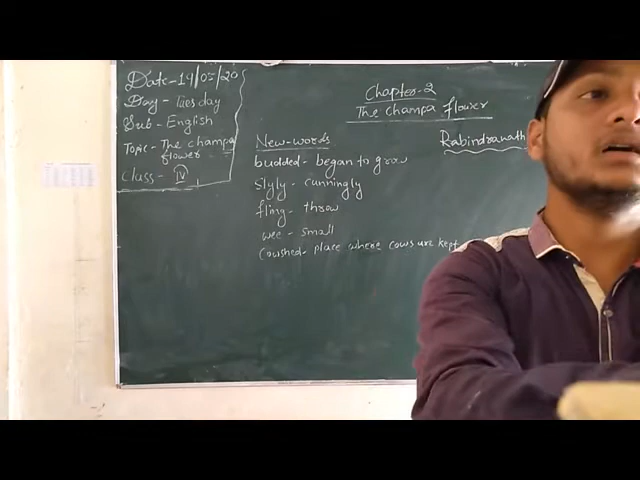 Date-14/07/20
Day - Tuesday
Sub - English
Topic- The champa
flower
Class - IV
Chapter-2
The champa flower
Rabindranath
New-words
budded- began to grow
Slyly - cunningly
fling- throw
wee - small
Cowshed- place where cows are kept